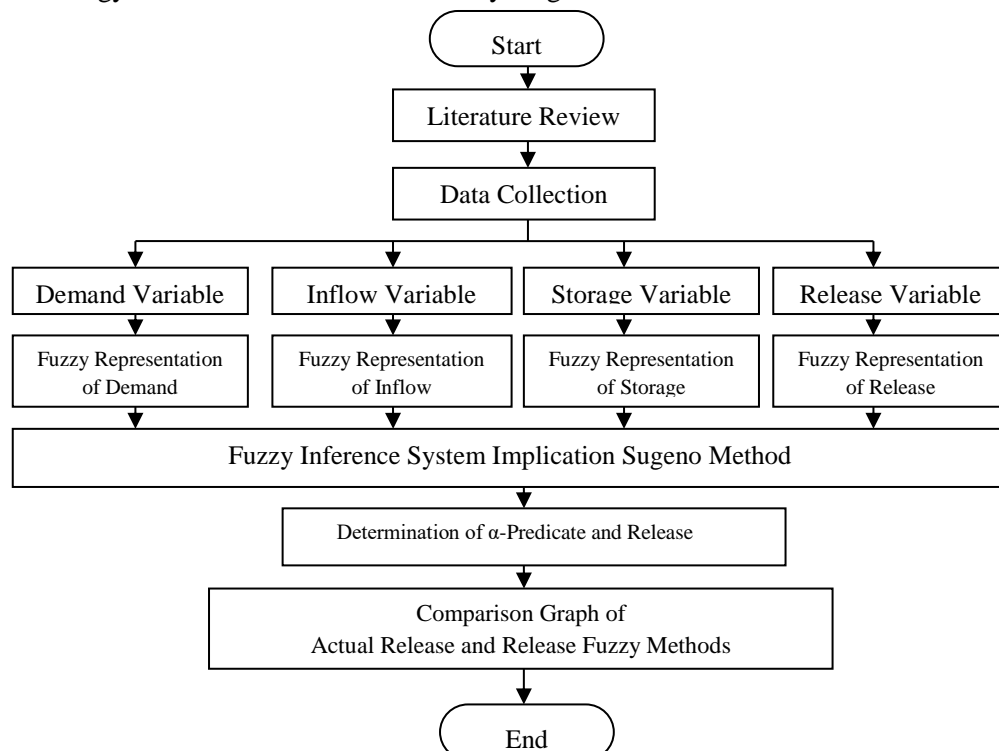 Start
Literature Review
Data Collection
Demand Variable
Inflow Variable
Storage Variable
Release Variable
Fuzzy Representation
of Demand
Fuzzy Representation
of Inflow
Fuzzy Representation
of Storage
Fuzzy Representation
of Release
Fuzzy Inference System Implication Sugeno Method
Determination of α-Predicate and Release
Comparison Graph of
Actual Release and Release Fuzzy Methods
End